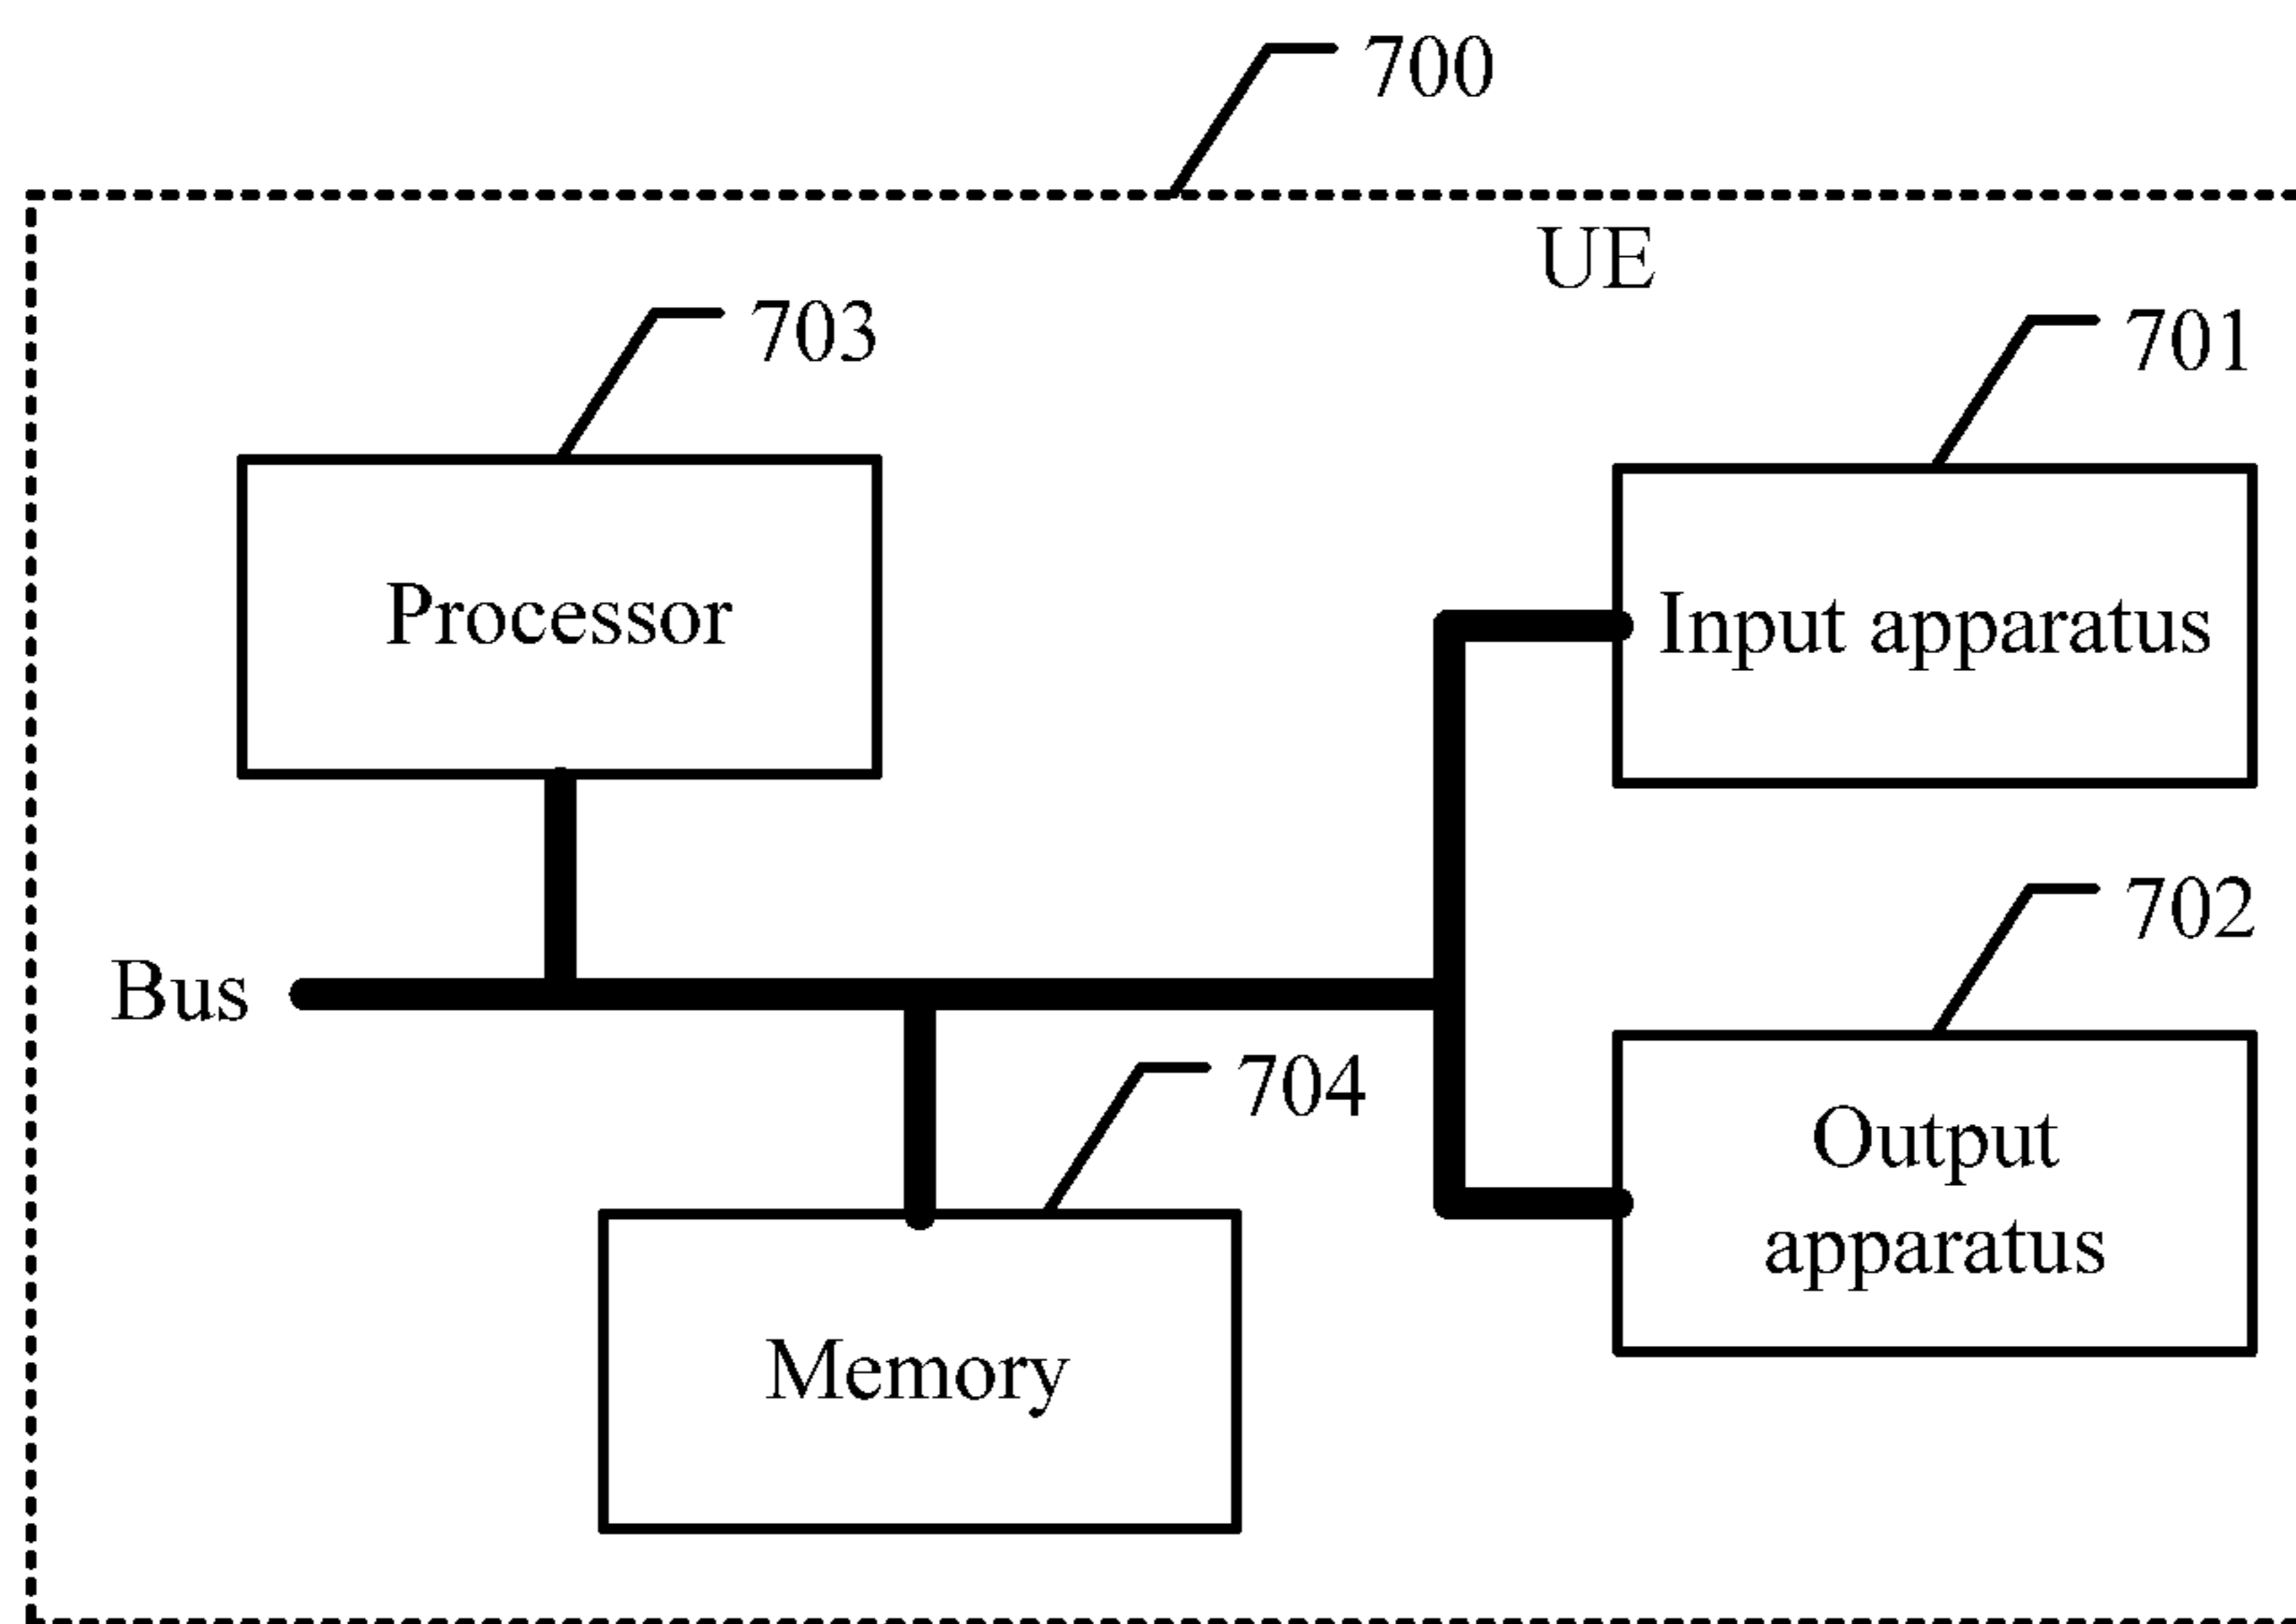 700
UE
703
701
Processor
Input apparatus
702
Bus
704
Output
apparatus
Memory